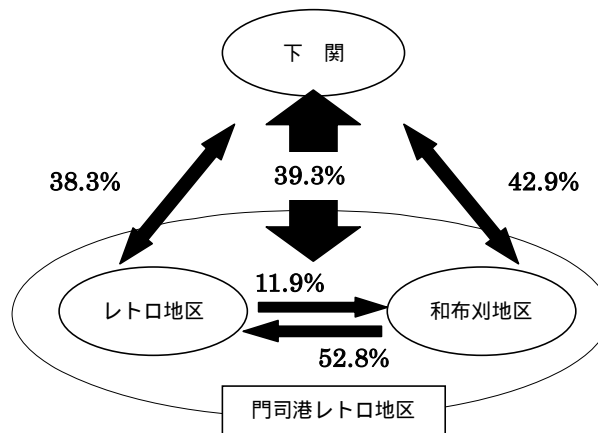 下　関
38.3%
39.3%
42.9%
11.9%
レトロ地区
和布刈地区
52.8%
門司港レトロ地区